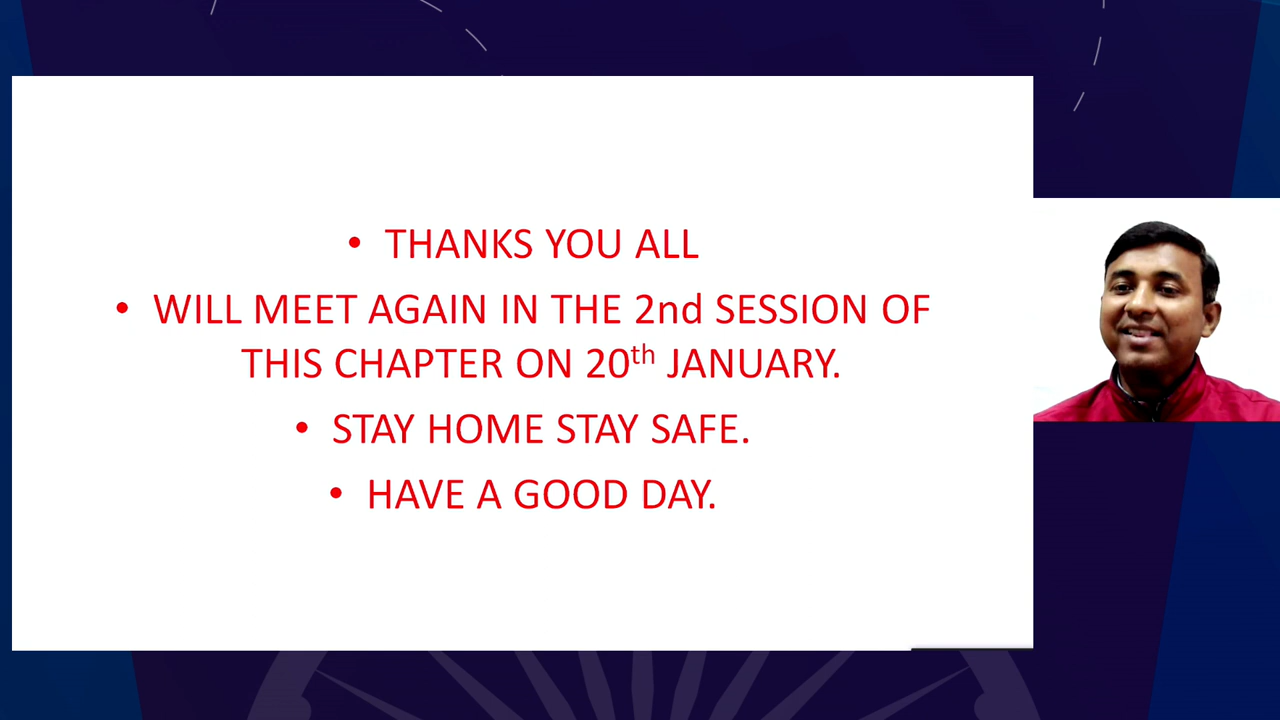 • THANKS YOU ALL
• WILL MEET AGAIN IN THE 2nd SESSION OF
THIS CHAPTER ON 20th JANUARY.
• STAY HOME STAY SAFE.
• HAVE A GOOD DAY.